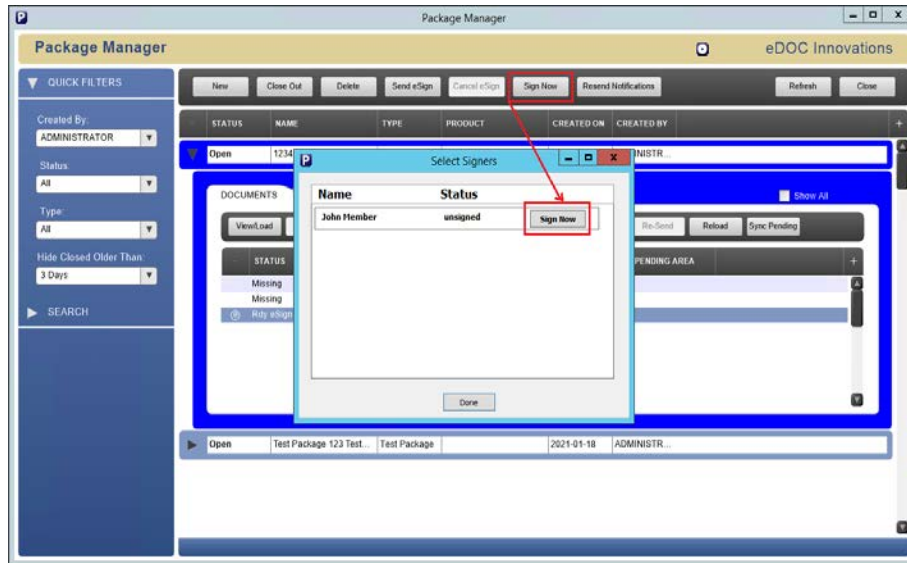 Package Manager
Package Manager
eDOC Innovations
QUICK FILTERS
New Close Out Delete Send eSign Cancel eSign Sign Now Resend Notifications Refresh Close
Created By:
ADMINISTRATOR
STATUS NAME TYPE PRODUCT CREATED ON CREATED BY
Open 1234
Select Signers
Status:
All
DOCUMENTS
Name Status
Show All
Type:
All
John Member unsigned Sign Now
View/Load Re-Send Reload Sync Pending
Hide Closed Older Than:
3 Days
STATUS PENDING AREA
Missing
Missing
SEARCH
Rdy eSign
Done
Open Test Package 123 Test... Test Package 2021-01-18 ADMINISTR...